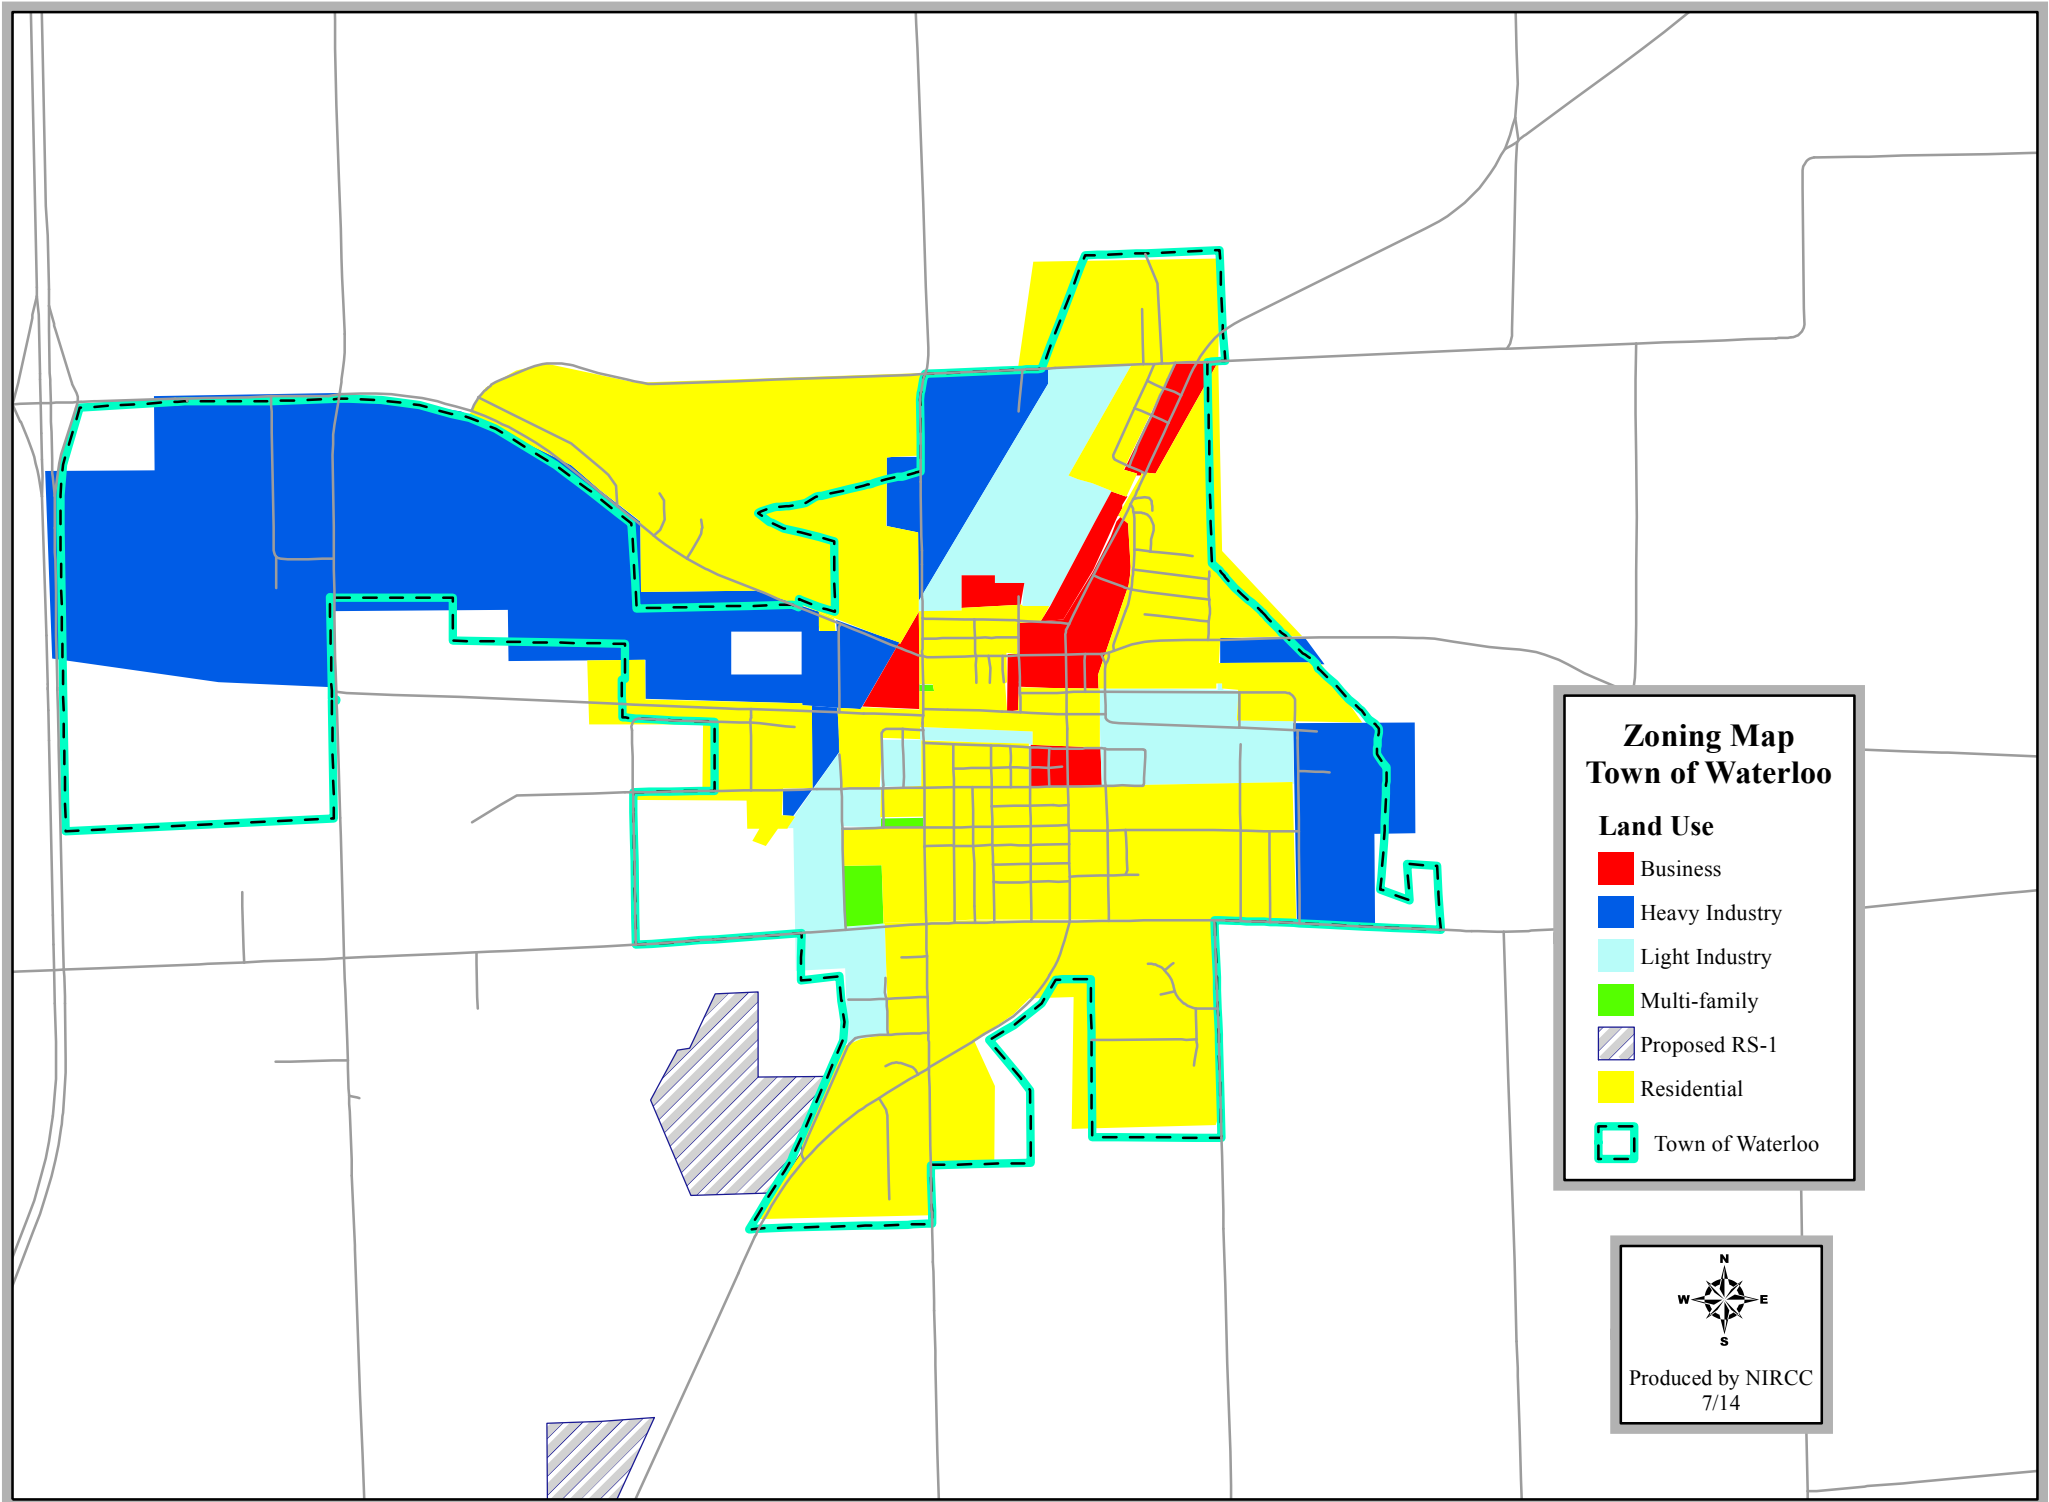 Zoning Map
Town of Waterloo
Land Use
Business
Heavy Industry
Light Industry
Multi-family
Proposed RS-1
Residential
Town of Waterloo
N
W E
S
Produced by NIRCC
7/14